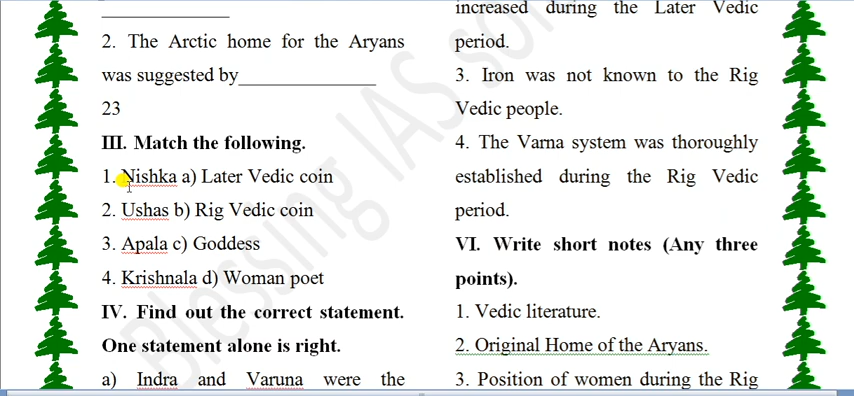 2. The Arctic home for the Aryans
was suggested by______________
23
III. Match the following.
1. Nishka a) Later Vedic coin
2. Ushas b) Rig Vedic coin
3. Apala c) Goddess
4. Krishnala d) Woman poet
IV. Find out the correct statement.
One statement alone is right.
a) Indra and Varuna were the
increased during the Later Vedic
period.
3. Iron was not known to the Rig
Vedic people.
4. The Varna system was thoroughly
established during the Rig Vedic
period.
VI. Write short notes (Any three
points).
1. Vedic literature.
2. Original Home of the Aryans.
3. Position of women during the Rig
Blessing IAS